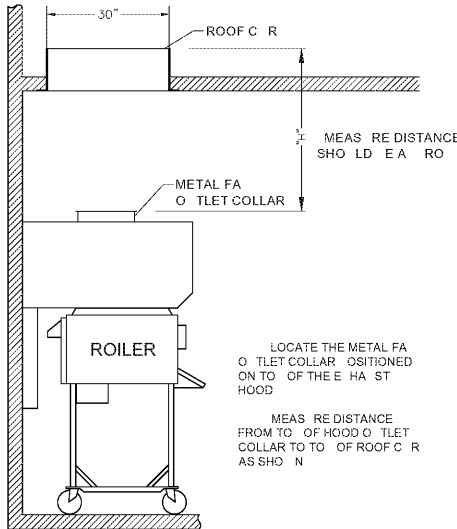 30"
ROOF C R
"H" MEAS RE DISTANCE
SHO LD E A RO
METAL FA
O TLET COLLAR
ROILER
LOCATE THE METAL FA
O TLET COLLAR OSITIONED
ON TO OF THE E HA ST
HOOD
MEAS RE DISTANCE
FROM TO OF HOOD O TLET
COLLAR TO TO OF ROOF C R
AS SHO N